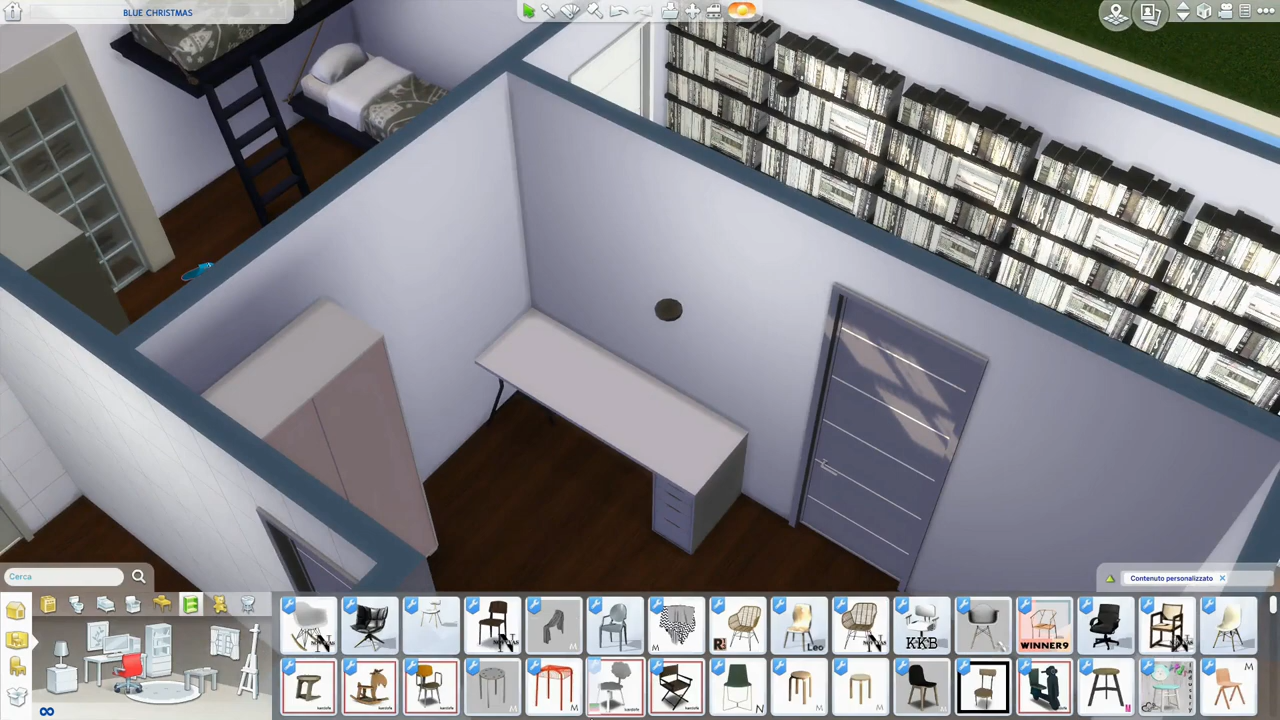 BLUE CHRISTMAS
Cerca
Contenuto personalizzato
M
M
R
Leo
KKB
WINNER9
M
M
N
M
M
M
M